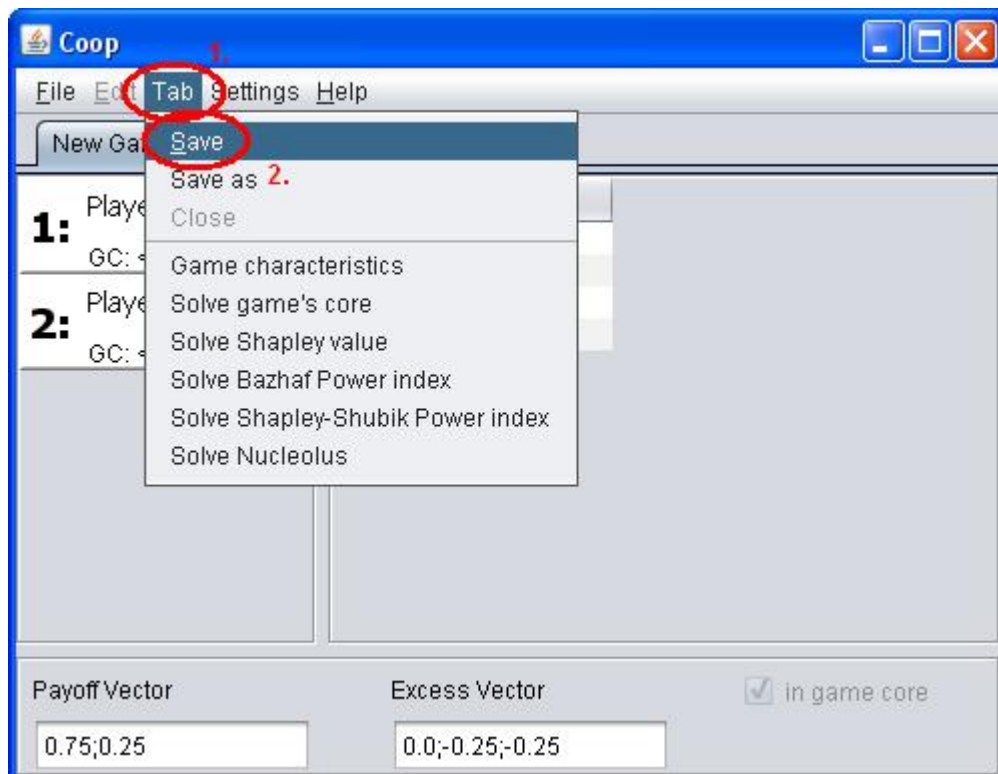 Coop
1.
File Edit Tab Settings Help
New Ga
Save
Save as 2.
Close
1: Playe
GC: <
2: Playe
GC: <
Game characteristics
Solve game's core
Solve Shapley value
Solve Bazhaf Power index
Solve Shapley-Shubik Power index
Solve Nucleolus
Payoff Vector
Excess Vector
in game core
0.75;0.25
0.0;-0.25;-0.25